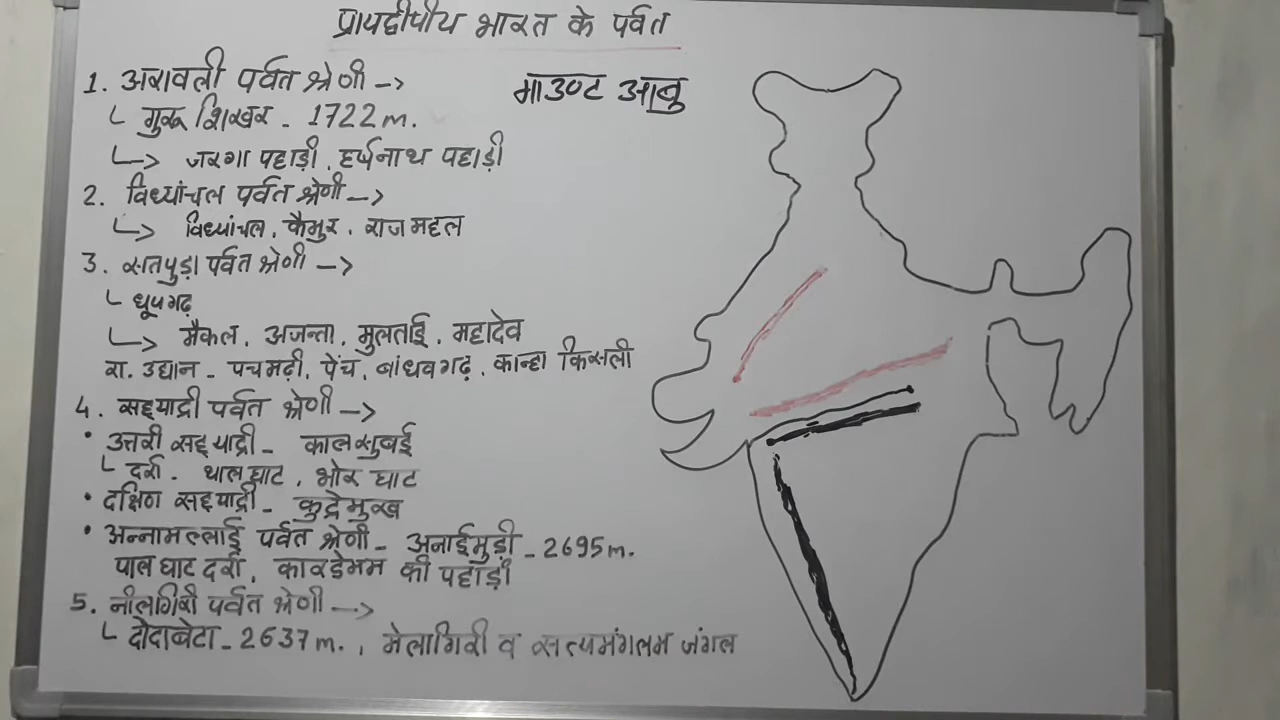 प्रायद्वीपीय भारत के पर्वत
1. अरावली पर्वत श्रेणी -> माउण्ट आबु
└ गुरू शिखर - 1722 m.
└> जरगा पहाड़ी, हर्षनाथ पहाड़ी
2. विध्यांचल पर्वत श्रेणी ->
└> विध्यांचल, कैमुर, राजमहल
3. सतपुड़ा पर्वत श्रेणी ->
└ धूपगढ़
└> मैकल, अजन्ता, मुलताई, महादेव
रा. उद्यान - पचमढ़ी, पेंच, बांधवगढ़, कान्हा किसली
4. सह्याद्री पर्वत श्रेणी ->
• उत्तरी सह्याद्री - कालसुबई
└ दर्रा - थालघाट, भोर घाट
• दक्षिण सह्याद्री - कुद्रेमुख
• अन्नामल्लाई पर्वत श्रेणी - अनाईमुड़ी - 2695 m.
पाल घाट दर्रा, कारडेमम की पहाड़ी
5. नीलगिरी पर्वत श्रेणी ->
└ दोदाबेटा - 2637 m., मेलागिरी व सत्यमंगलम जंगल